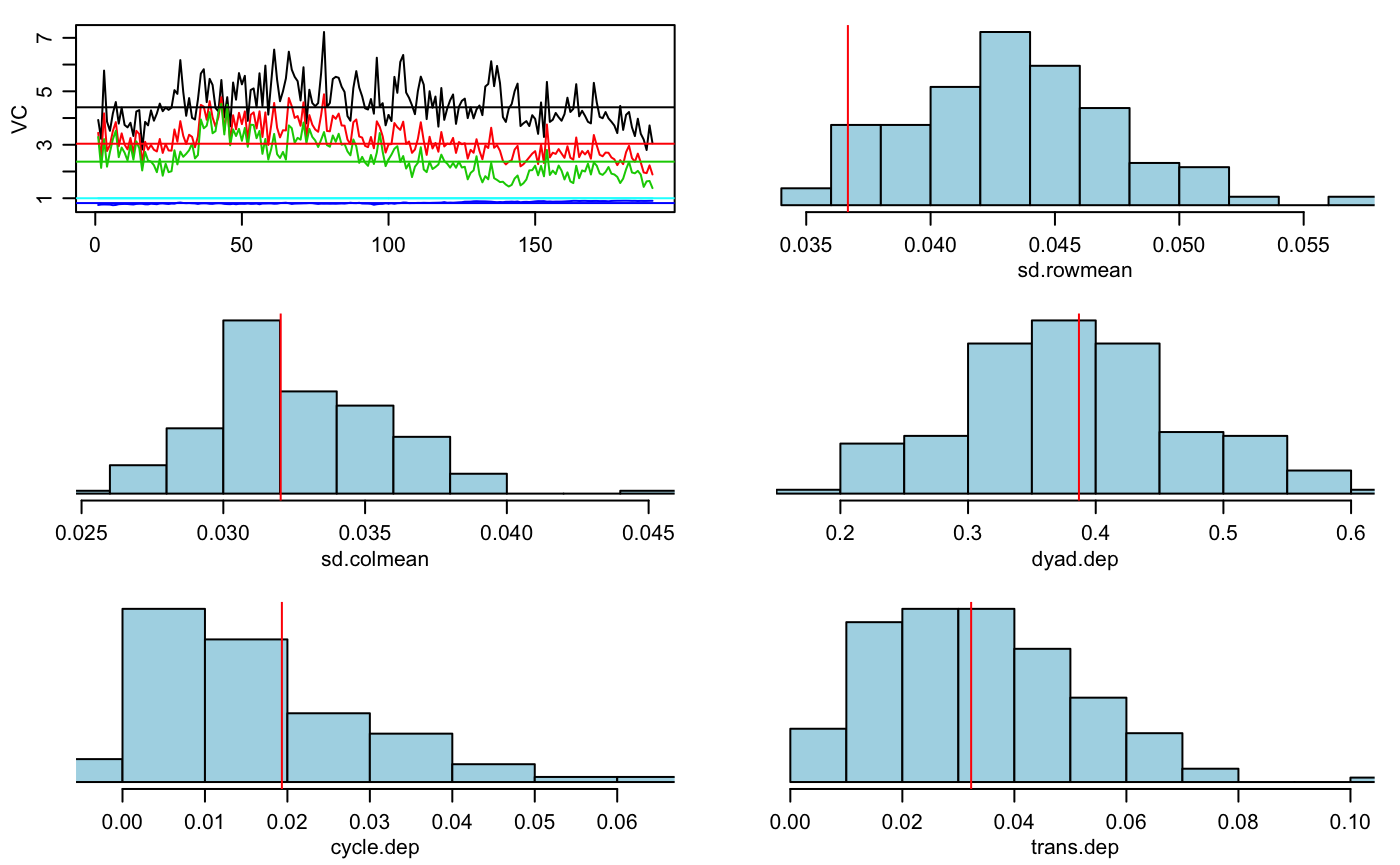 VC
7
5
3
1
0 50 100 150
0.035 0.040 0.045 0.050 0.055
sd.rowmean
0.025 0.030 0.035 0.040 0.045
sd.colmean
0.2 0.3 0.4 0.5 0.6
dyad.dep
0.00 0.01 0.02 0.03 0.04 0.05 0.06
cycle.dep
0.00 0.02 0.04 0.06 0.08 0.10
trans.dep